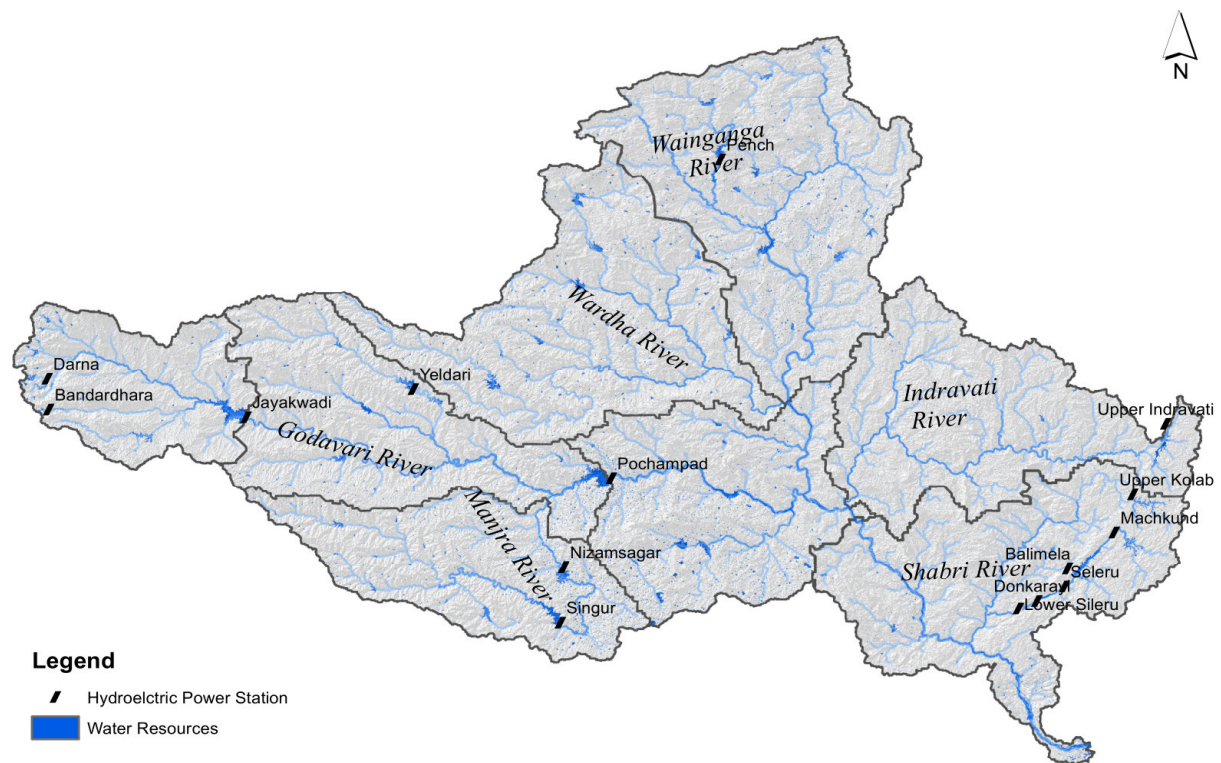 N
Wainganga
River
Pench
Wardha River
Darna
Bandardhara
Jayakwadi
Yeldari
Godavari River
Pochampad
Manjra River
Nizamsagar
Singur
Indravati
River
Upper Indravati
Upper Kolab
Machkund
Balimela
Shabri River
Seleru
Donkarayi
Lower Sileru
Legend
Hydroelctric Power Station
Water Resources